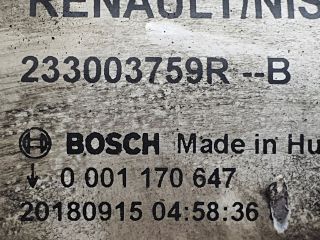 RENAULT/NIS
233003759R --B
BOSCH Made in Hu
↓ 0 001 170 647
20180915 04:58:36